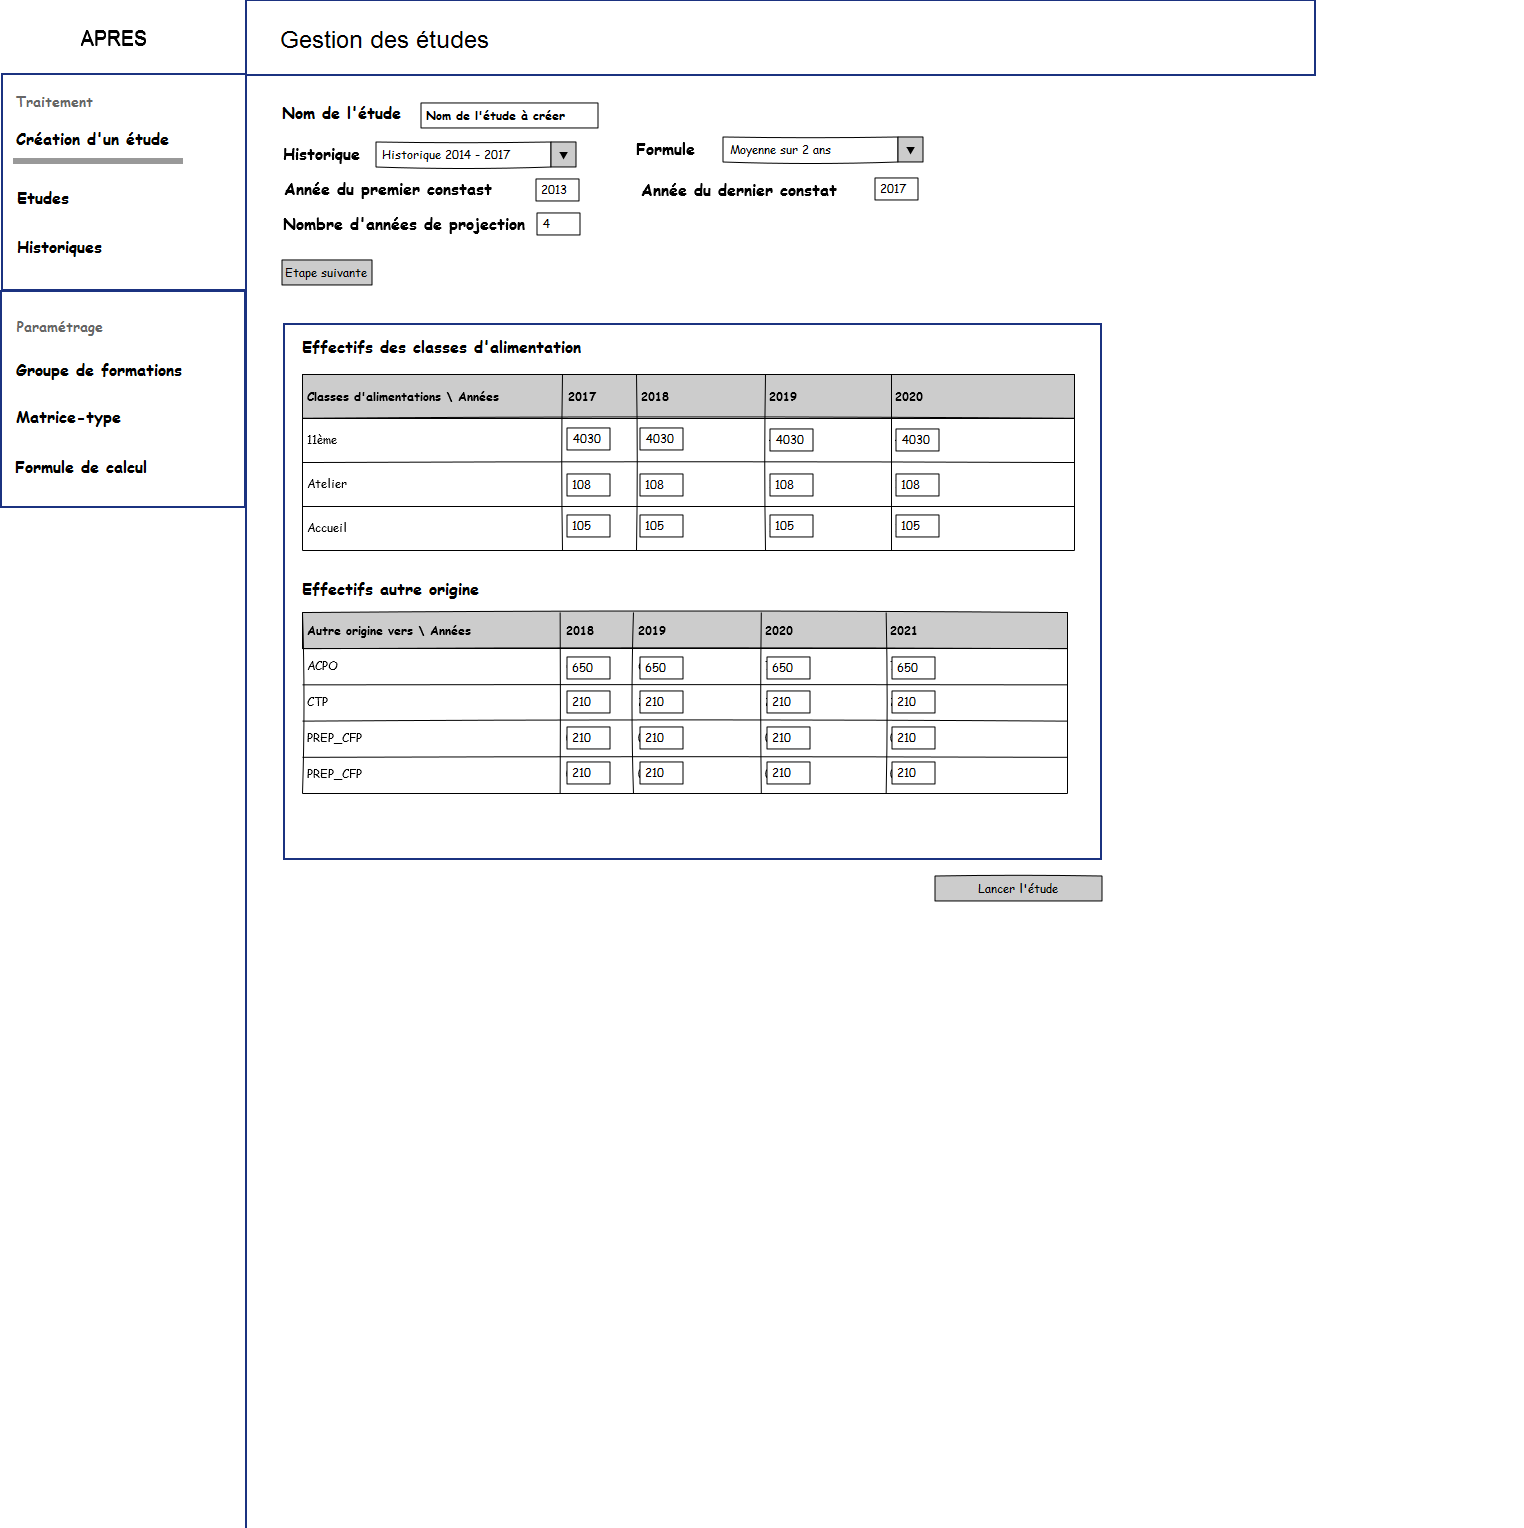 APRES
Gestion des études
Traitement
Création d'un étude
Etudes
Historiques
Paramétrage
Groupe de formations
Matrice-type
Formule de calcul
Nom de l'étude Nom de l'étude à créer
Historique Historique 2014 - 2017 Formule Moyenne sur 2 ans
Année du premier constast 2013 Année du dernier constat 2017
Nombre d'années de projection 4
Etape suivante
Effectifs des classes d'alimentation
Classes d'alimentations \ Années 2017 2018 2019 2020
11ème 4030 4030 4030 4030
Atelier 108 108 108 108
Accueil 105 105 105 105
Effectifs autre origine
Autre origine vers \ Années 2018 2019 2020 2021
ACPO 650 650 650 650
CTP 210 210 210 210
PREP_CFP 210 210 210 210
PREP_CFP 210 210 210 210
Lancer l'étude